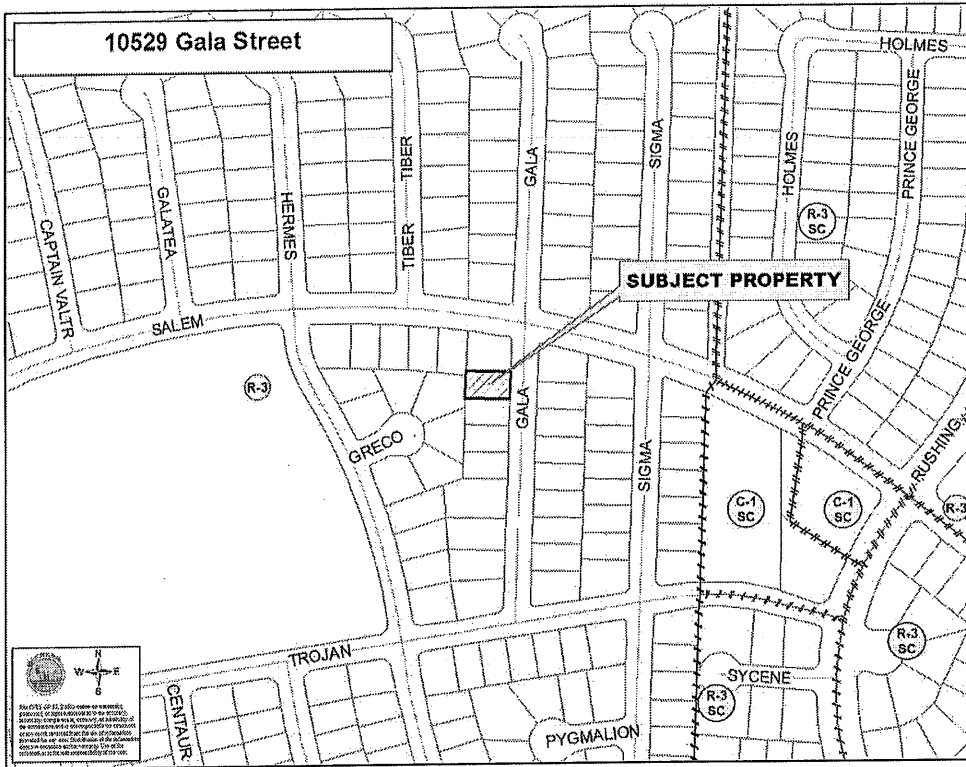 10529 Gala Street
HOLMES
PRINCE GEORGE
TIBER
GALA
SIGMA
HOLMES
GALATEA
HERMES
TIBER
R-3
SC
CAPTAIN VALTR
SUBJECT PROPERTY
SALEM
PRINCE GEORGE
R-3
GALA
GRECO
SIGMA
RUSHING
C-1
SC
C-1
SC
R-3
TROJAN
R-3
SC
SYCENE
R-3
SC
CENTAUR
PYGMALION
N
W
E
S